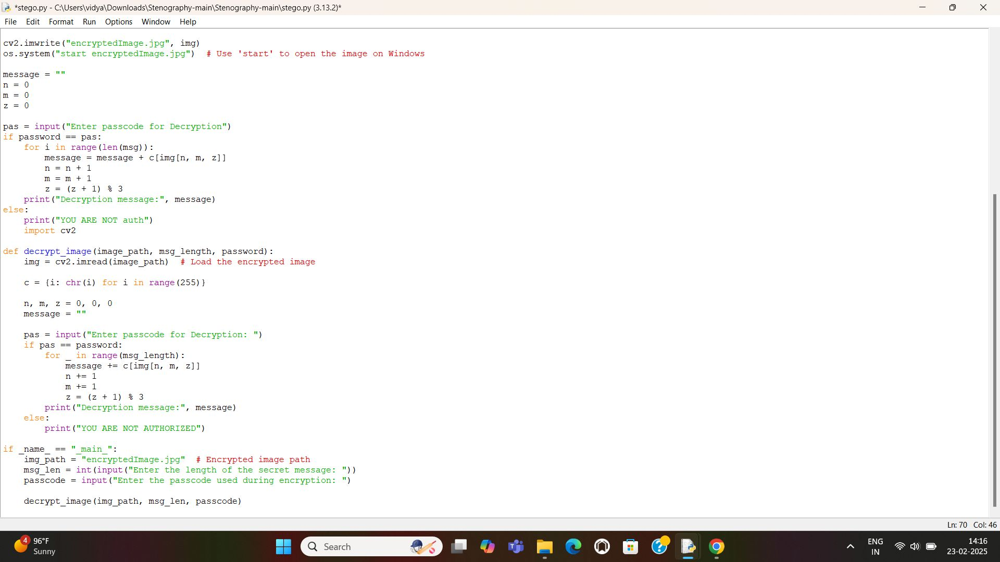 *stego.py - C:\Users\vidya\Downloads\Stenography-main\Stenography-main\stego.py (3.13.2)*
File Edit Format Run Options Window Help
cv2.imwrite("encryptedImage.jpg", img)
os.system("start encryptedImage.jpg")  # Use 'start' to open the image on Windows
message = ""
n = 0
m = 0
z = 0
pas = input("Enter passcode for Decryption")
if password == pas:
    for i in range(len(msg)):
        message = message + c[img[n, m, z]]
        n = n + 1
        m = m + 1
        z = (z + 1) % 3
    print("Decryption message:", message)
else:
    print("YOU ARE NOT auth")
    import cv2
def decrypt_image(image_path, msg_length, password):
    img = cv2.imread(image_path)  # Load the encrypted image
    c = {i: chr(i) for i in range(255)}
    n, m, z = 0, 0, 0
    message = ""
    pas = input("Enter passcode for Decryption: ")
    if pas == password:
        for _ in range(msg_length):
            message += c[img[n, m, z]]
            n += 1
            m += 1
            z = (z + 1) % 3
        print("Decryption message:", message)
    else:
        print("YOU ARE NOT AUTHORIZED")
if _name_ == "_main_":
    img_path = "encryptedImage.jpg"  # Encrypted image path
    msg_len = int(input("Enter the length of the secret message: "))
    passcode = input("Enter the passcode used during encryption: ")
    decrypt_image(img_path, msg_len, passcode)
Ln: 70 Col: 46
4
96°F
Sunny
Search
ENG
IN
14:16
23-02-2025